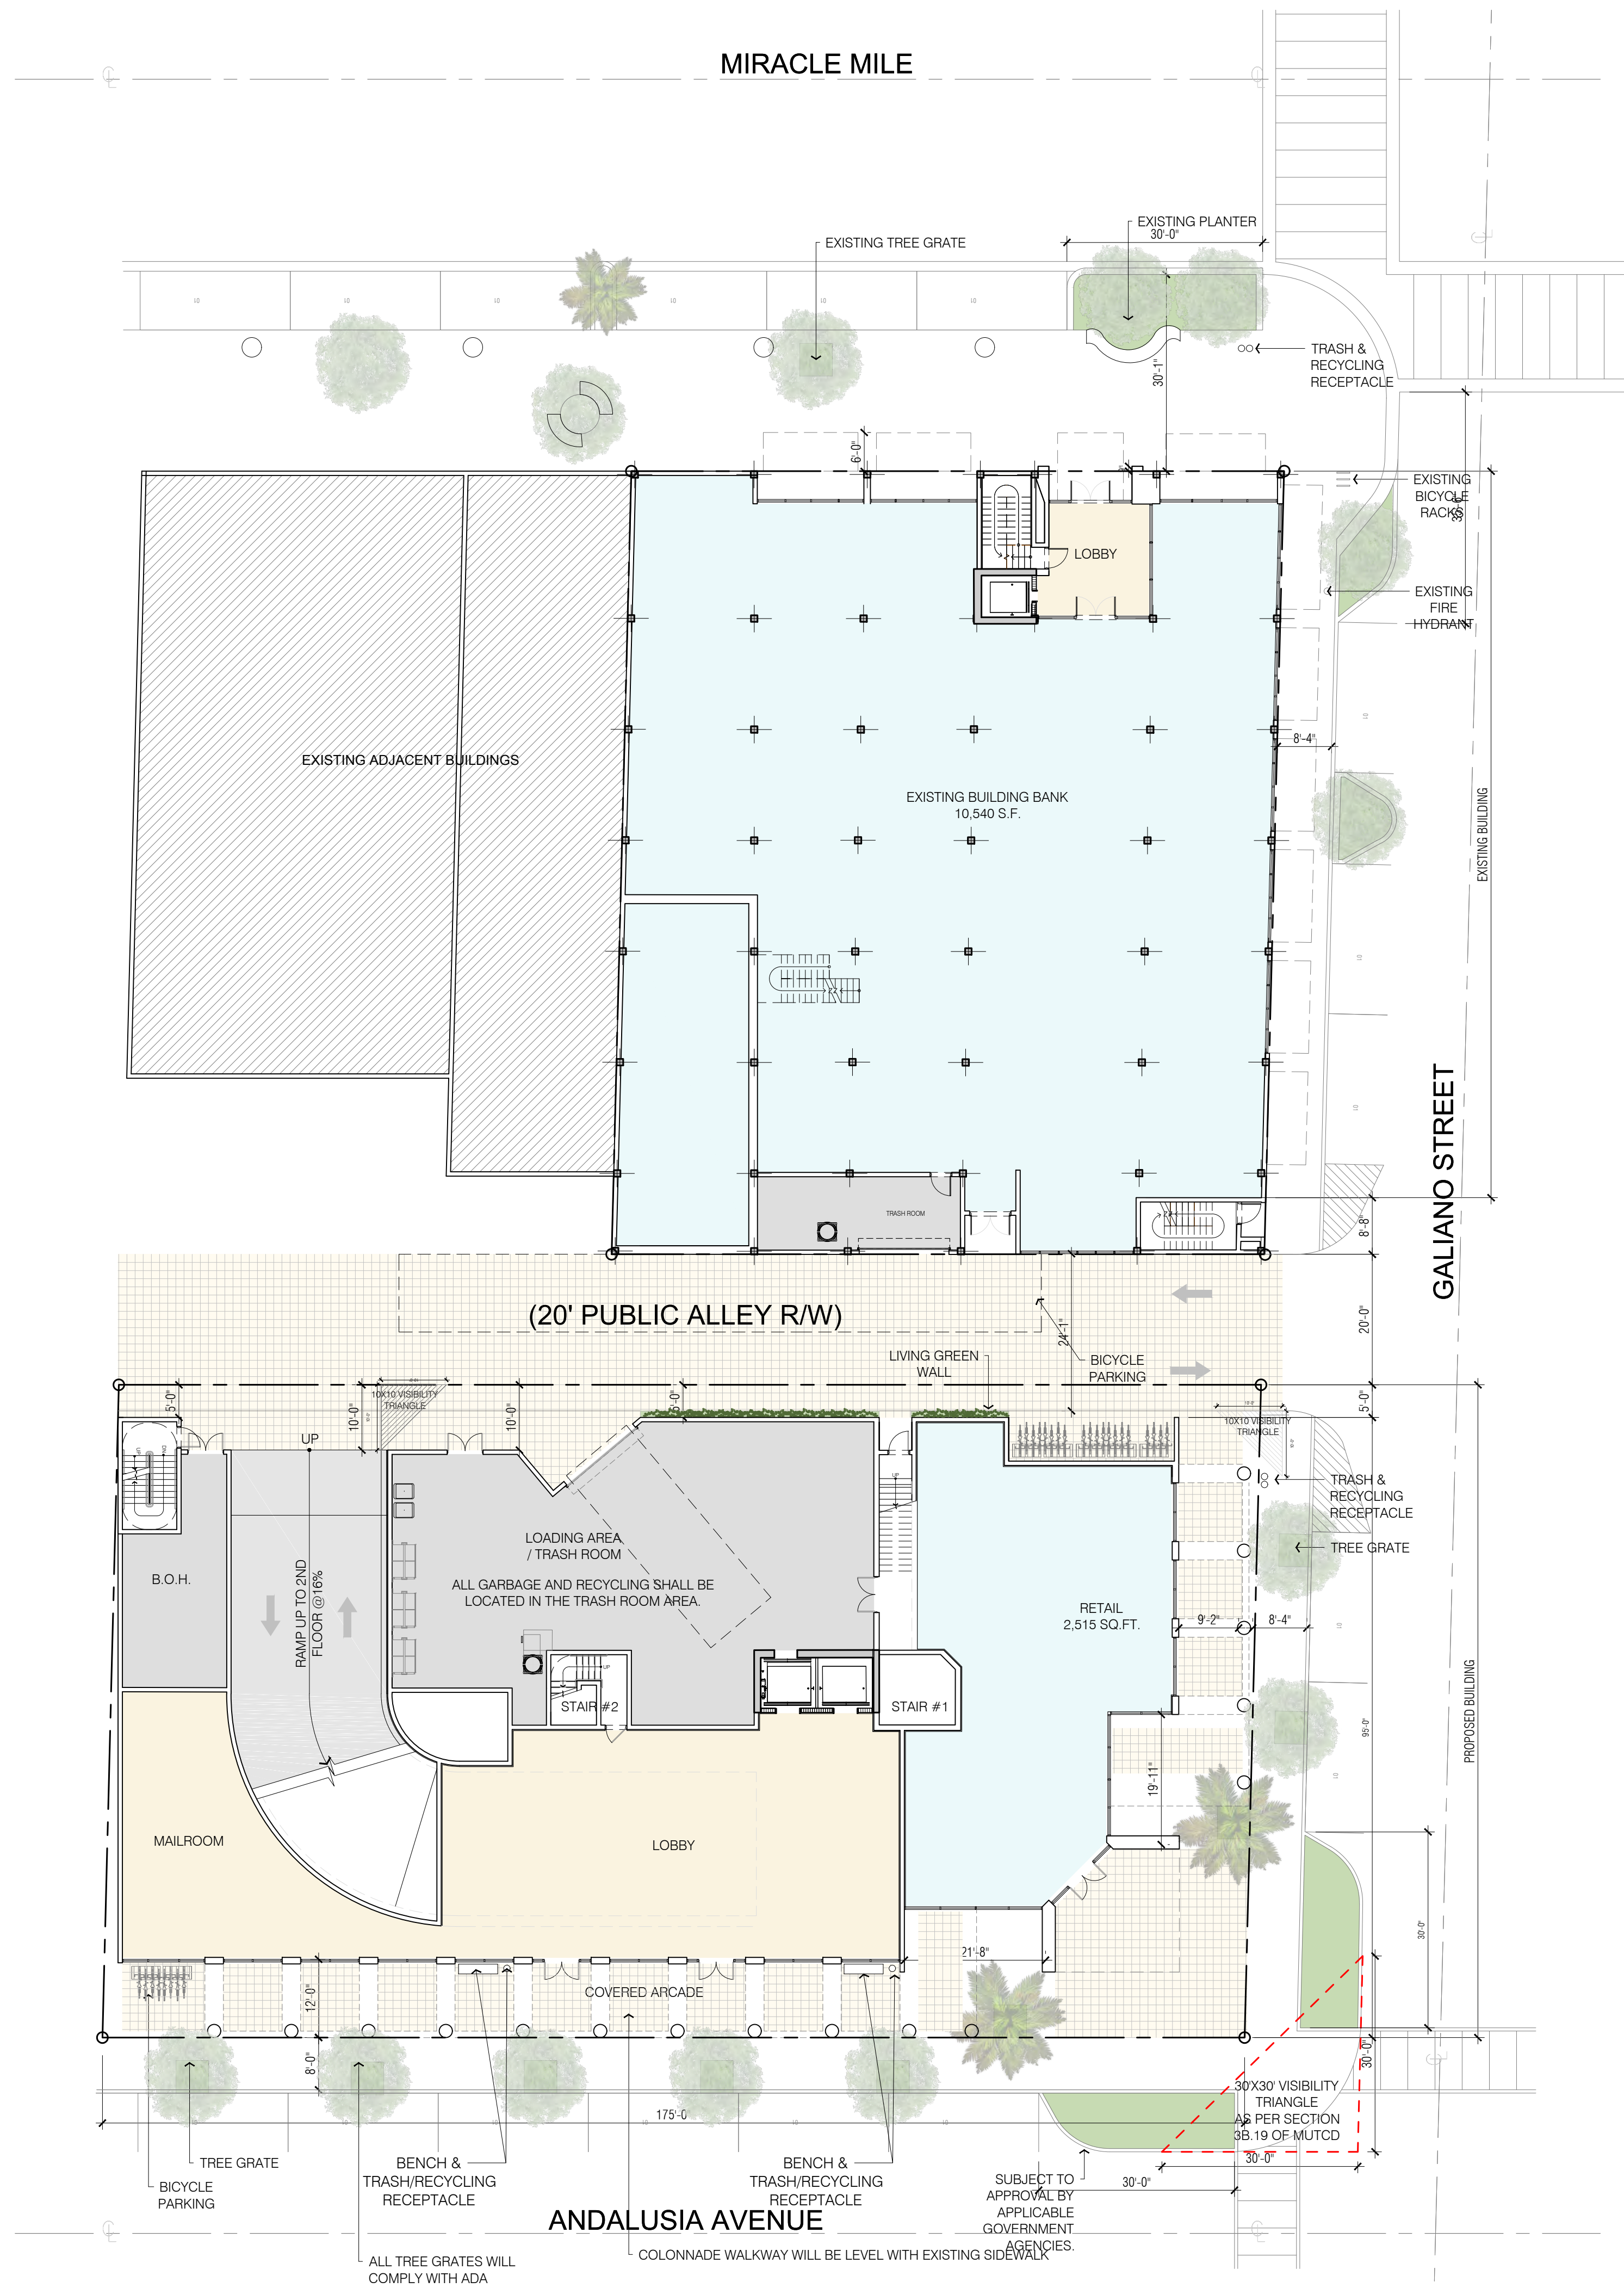 MIRACLE MILE
EXISTING PLANTER
30'-0"
EXISTING TREE GRATE
TRASH &
RECYCLING
RECEPTACLE
30'-1"
6'-0"
EXISTING
BICYCLE
RACKS
LOBBY
EXISTING
FIRE
HYDRANT
8'-4"
EXISTING ADJACENT BUILDINGS
EXISTING BUILDING BANK
10,540 S.F.
EXISTING BUILDING
GALIANO STREET
TRASH ROOM
8'-8"
(20' PUBLIC ALLEY R/W)
20'-0"
24'-1"
LIVING GREEN
WALL
BICYCLE
PARKING
5'-0"
10'-0"
10X10 VISIBILITY
TRIANGLE
10'-0"
5'-0"
5'-0"
10X10 VISIBILITY
TRIANGLE
UP
TRASH &
RECYCLING
RECEPTACLE
TREE GRATE
LOADING AREA
/ TRASH ROOM
B.O.H.
ALL GARBAGE AND RECYCLING SHALL BE
LOCATED IN THE TRASH ROOM AREA.
RAMP UP TO 2ND
FLOOR @16%
RETAIL
2,515 SQ.FT.
9'-2"
8'-4"
UP
UP
STAIR #2
STAIR #1
PROPOSED BUILDING
95'-0"
19'-11"
MAILROOM
LOBBY
30'-0"
21'-8"
COVERED ARCADE
12'-0"
8'-0"
30'-0"
30'X30' VISIBILITY
TRIANGLE
AS PER SECTION
3B.19 OF MUTCD
175'-0
30'-0"
30'-0"
TREE GRATE
BICYCLE
PARKING
BENCH &
TRASH/RECYCLING
RECEPTACLE
BENCH &
TRASH/RECYCLING
RECEPTACLE
SUBJECT TO
APPROVAL BY
APPLICABLE
GOVERNMENT
AGENCIES.
ANDALUSIA AVENUE
COLONNADE WALKWAY WILL BE LEVEL WITH EXISTING SIDEWALK
ALL TREE GRATES WILL
COMPLY WITH ADA